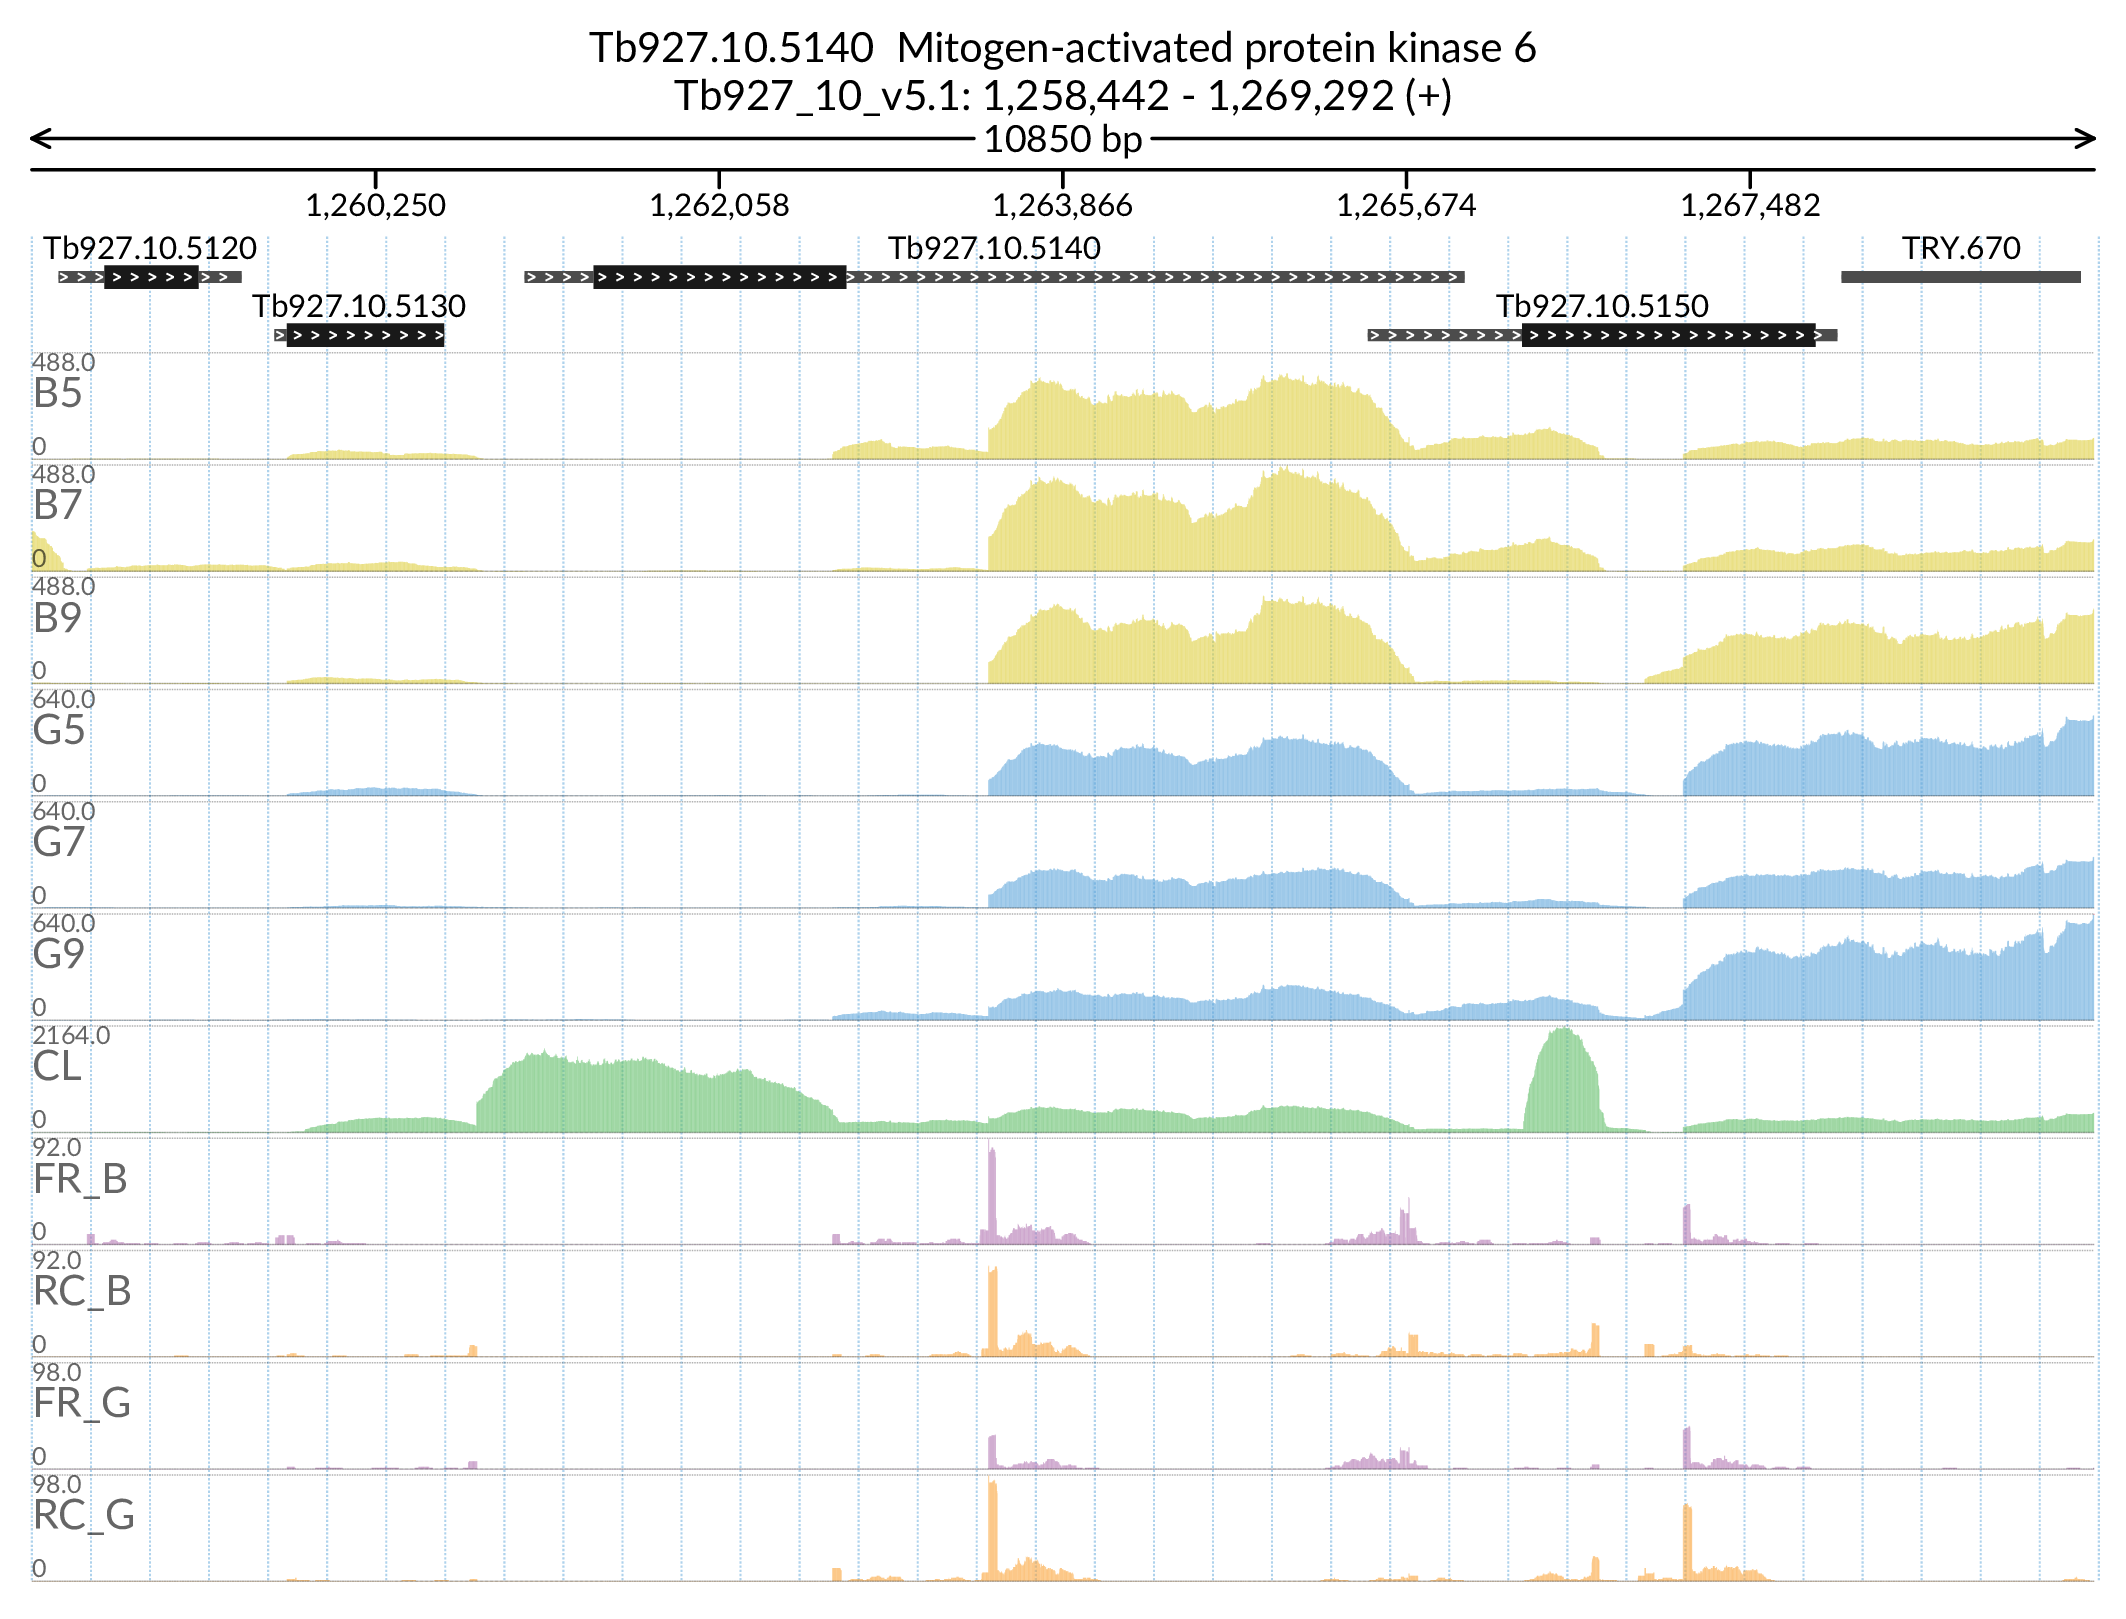 Tb927.10.5140  Mitogen-activated protein kinase 6
Tb927_10_v5.1: 1,258,442 - 1,269,292 (+)
10850 bp
1,260,250 1,262,058 1,263,866 1,265,674 1,267,482
Tb927.10.5120 Tb927.10.5140 TRY.670
Tb927.10.5130 Tb927.10.5150
488.0
B5
0
488.0
B7
0
488.0
B9
0
640.0
G5
0
640.0
G7
0
640.0
G9
0
2164.0
CL
0
92.0
FR_B
0
92.0
RC_B
0
98.0
FR_G
0
98.0
RC_G
0